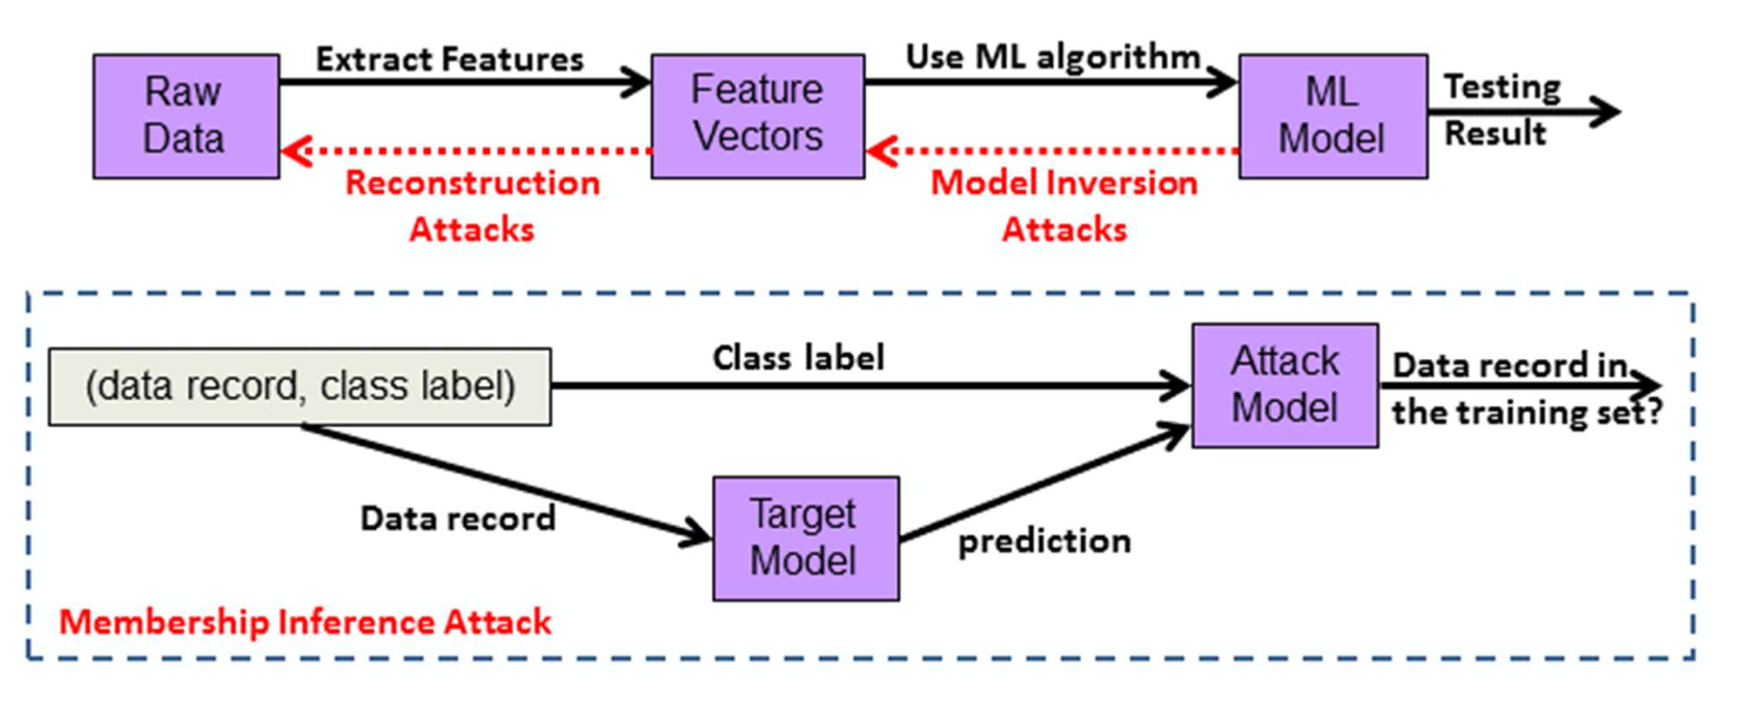 Raw
Data
Extract Features
Feature
Vectors
Use ML algorithm
ML
Model
Testing
Result
Reconstruction
Attacks
Model Inversion
Attacks
(data record, class label)
Class label
Attack
Model
Data record in
the training set?
Data record
Target
Model
prediction
Membership Inference Attack